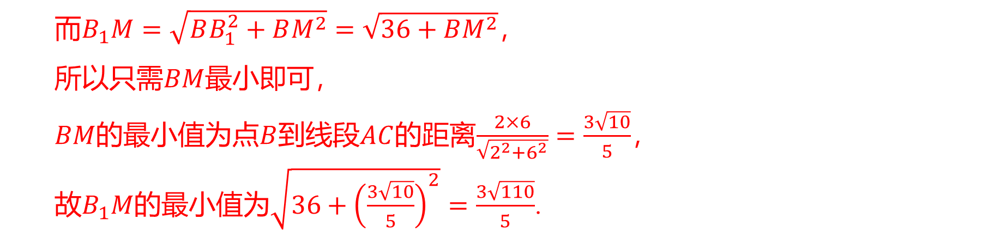 而$B_1M=\sqrt{BB_1^2+BM^2}=\sqrt{36+BM^2}$,
所以只需$BM$最小即可,
$BM$的最小值为点$B$到线段$AC$的距离$\frac{2\times6}{\sqrt{2^2+6^2}}=\frac{3\sqrt{10}}{5}$,
故$B_1M$的最小值为$\sqrt{36+\left(\frac{3\sqrt{10}}{5}\right)^2}=\frac{3\sqrt{110}}{5}$.